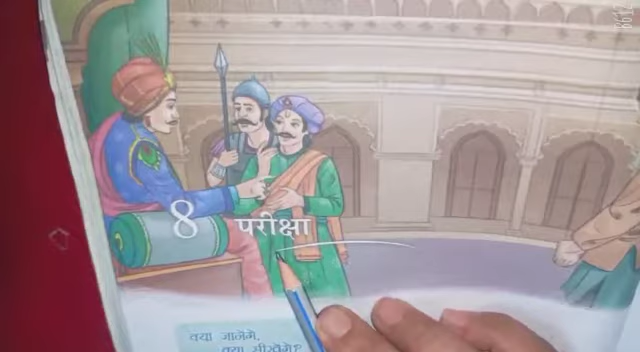 8 परीक्षा
क्या जानेंगे,
क्या सीखेंगे?